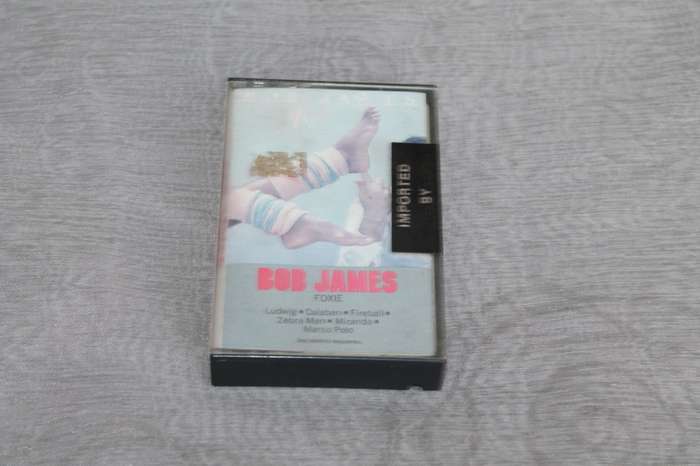 BOB JAMES
FOXIE
Ludwig • Calaban • Fireball •
Zebra Man • Miranda •
Marco Polo
IMPORTED
BY